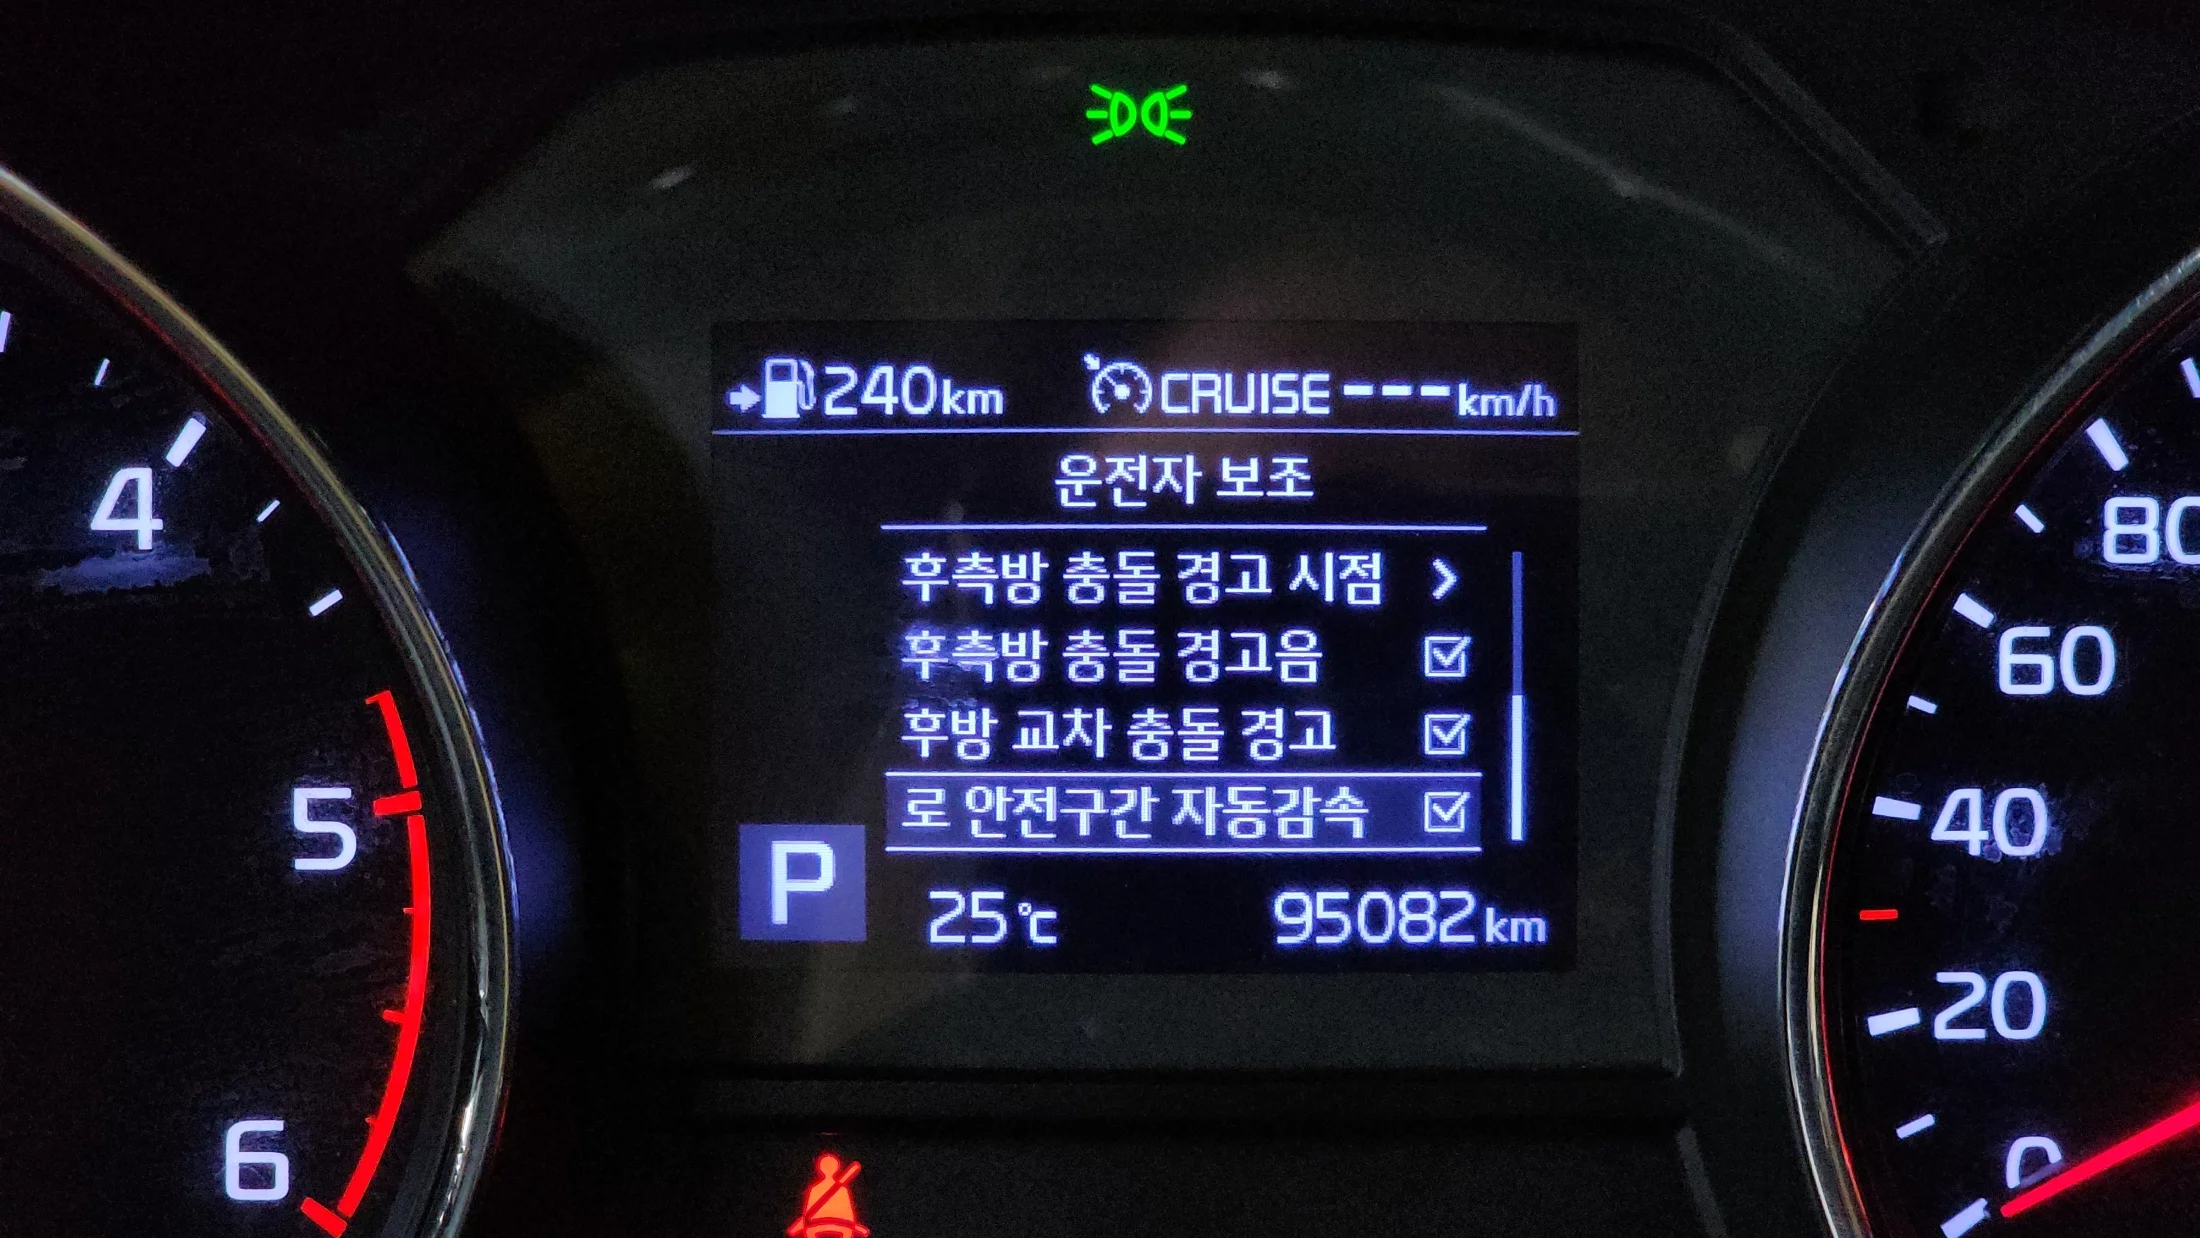 240km CRUISE---km/h
운전자 보조
후측방 충돌 경고 시점
후측방 충돌 경고음
후방 교차 충돌 경고
로 안전구간 자동감속
P
25℃ 95082km
4
5
6
80
60
40
20
0